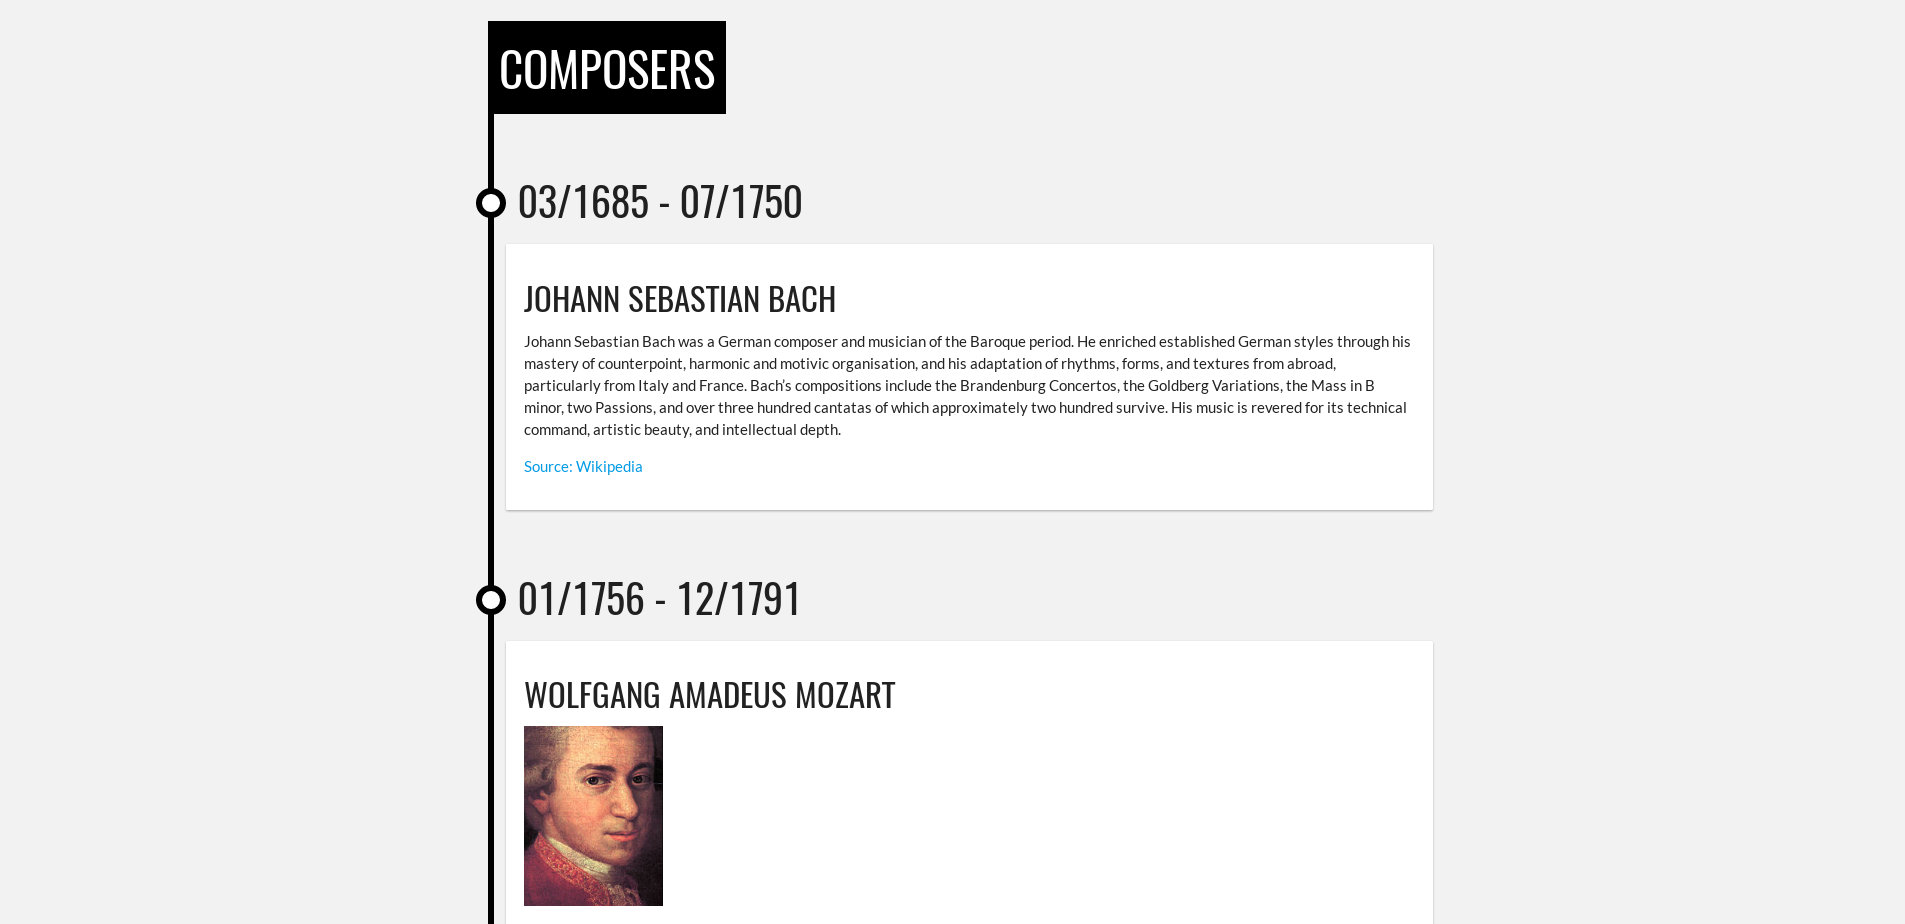 COMPOSERS
03/1685 - 07/1750
JOHANN SEBASTIAN BACH
Johann Sebastian Bach was a German composer and musician of the Baroque period. He enriched established German styles through his
mastery of counterpoint, harmonic and motivic organisation, and his adaptation of rhythms, forms, and textures from abroad,
particularly from Italy and France. Bach’s compositions include the Brandenburg Concertos, the Goldberg Variations, the Mass in B
minor, two Passions, and over three hundred cantatas of which approximately two hundred survive. His music is revered for its technical
command, artistic beauty, and intellectual depth.
Source: Wikipedia
01/1756 - 12/1791
WOLFGANG AMADEUS MOZART